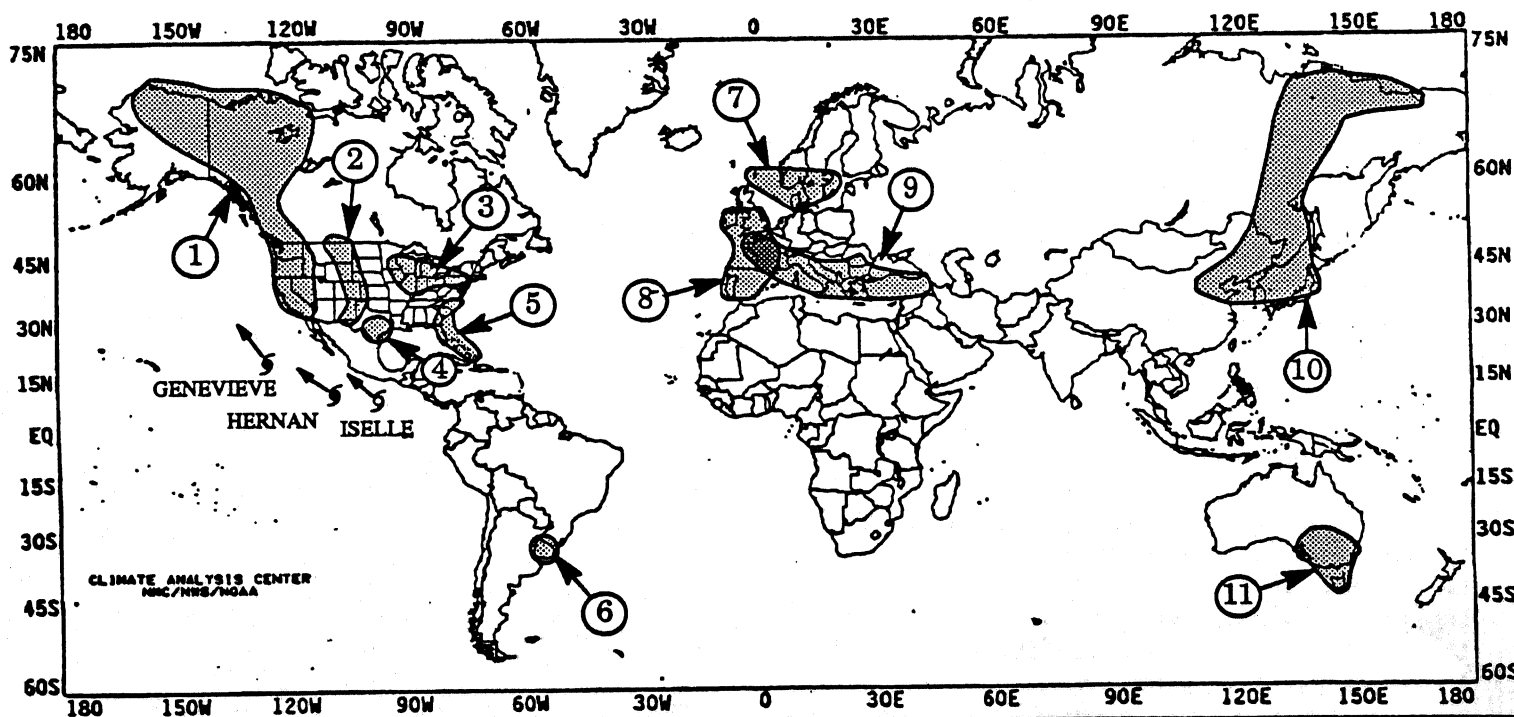 180 150W 120W 90W 60W 30W 0 30E 60E 90E 120E 150E 180
75N 75N
7
2
9
60N 60N
3
1
45N 45N
8
5
30N 30N
4
10
GENEVIEVE
15N 15N
HERNAN
ISELLE
EQ EQ
15S 15S
30S 30S
CLIMATE ANALYSIS CENTER
NMC/NWS/NOAA
11
6
45S 45S
60S 60S
180 150W 120W 90W 60W 30W 0 30E 60E 90E 120E 150E 180